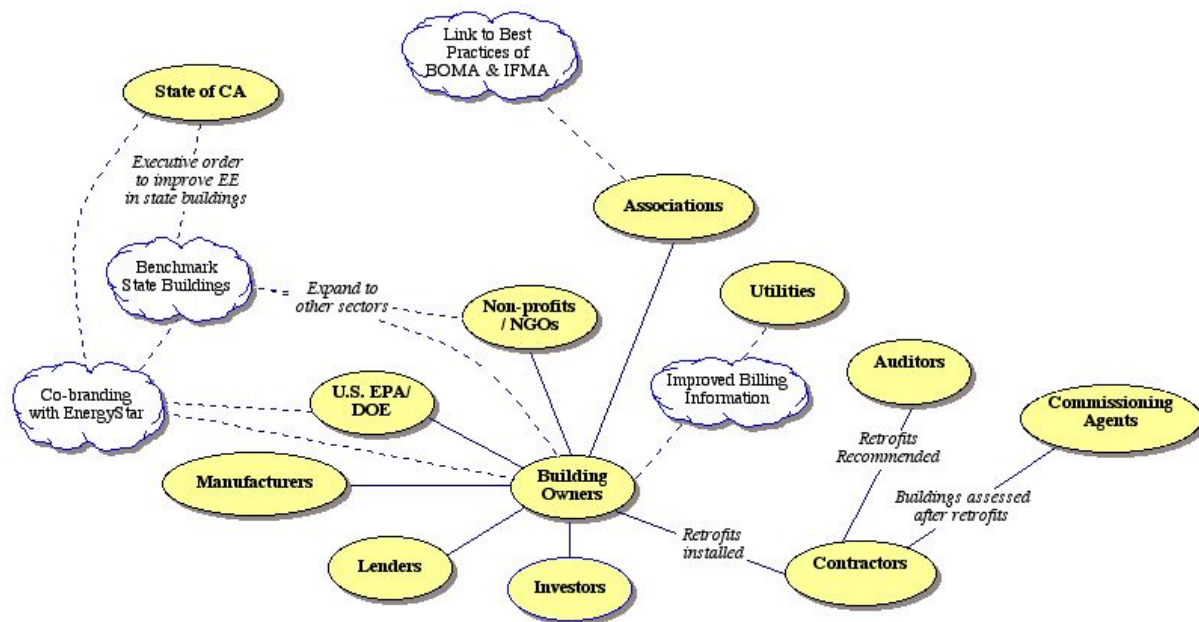 Link to Best
Practices of
BOMA & IFMA
State of CA
Executive order
to improve EE
in state buildings
Associations
Benchmark
State Buildings
Expand to
other sectors
Non-profits
/ NGOs
Utilities
Auditors
Co-branding
with EnergyStar
U.S. EPA/
DOE
Improved Billing
Information
Commissioning
Agents
Retrofits
Recommended
Manufacturers
Building
Owners
Buildings assessed
after retrofits
Retrofits
installed
Lenders
Investors
Contractors